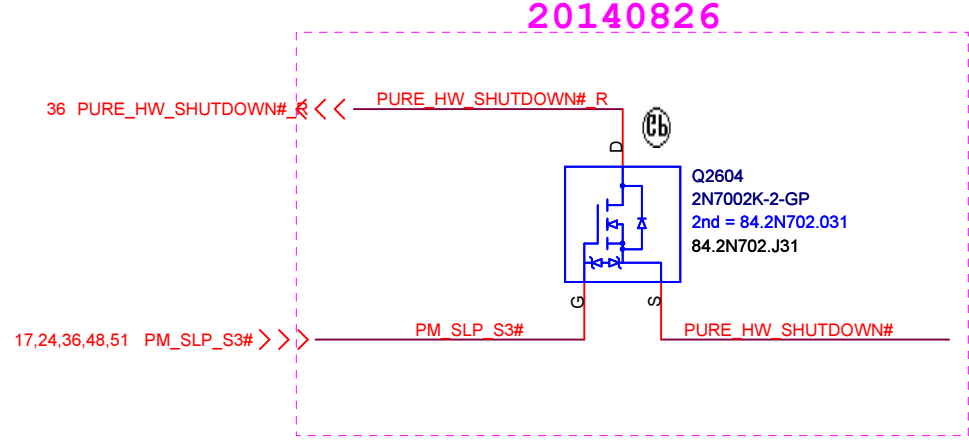 20140826
36 PURE_HW_SHUTDOWN#_R
PURE_HW_SHUTDOWN#_R
D
Q2604
2N7002K-2-GP
2nd = 84.2N702.031
84.2N702.J31
G
S
17,24,36,48,51 PM_SLP_S3#
PM_SLP_S3#
PURE_HW_SHUTDOWN#